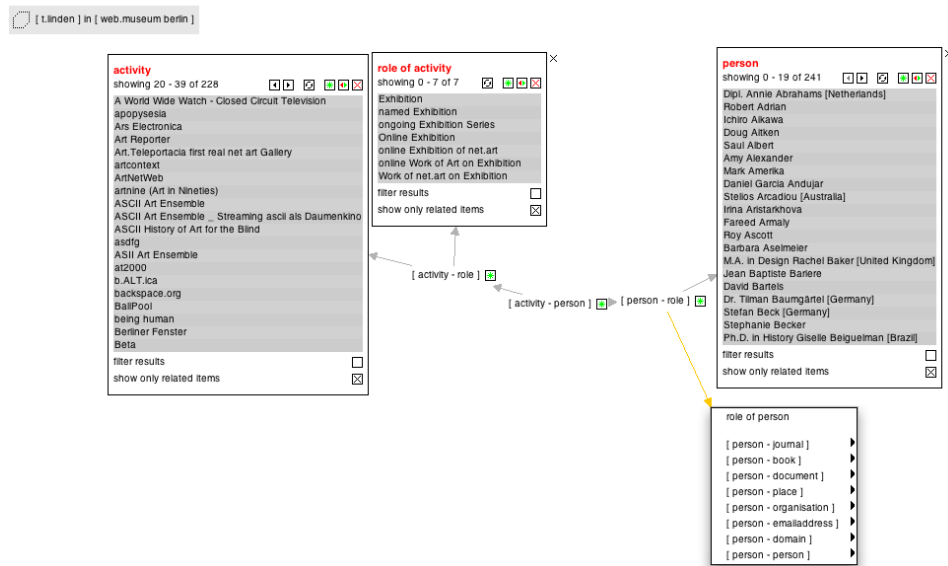 [ t.linden ] in [ web.museum berlin ]
activity
showing 20 - 39 of 228
A World Wide Watch - Closed Circuit Television
apopysesia
Ars Electronica
Art Reporter
Art.Teleportacia first real net art Gallery
artcontext
ArtNetWeb
artnine (Art in Nineties)
ASCII Art Ensemble
ASCII Art Ensemble _ Streaming ascii als Daumenkino
ASCII History of Art for the Blind
asdfg
ASII Art Ensemble
at2000
b.ALT.ica
backspace.org
BallPool
being human
Berliner Fenster
Beta
filter results
show only related items
role of activity
showing 0 - 7 of 7
Exhibition
named Exhibition
ongoing Exhibition Series
Online Exhibition
online Exhibition of net.art
online Work of Art on Exhibition
Work of net.art on Exhibition
filter results
show only related items
person
showing 0 - 19 of 241
Dipl. Annie Abrahams [Netherlands]
Robert Adrian
Ichiro Aikawa
Doug Aitken
Saul Albert
Amy Alexander
Mark Amerika
Daniel Garcia Andujar
Stelios Arcadiou [Australia]
Irina Aristarkhova
Fareed Armaly
Roy Ascott
Barbara Aselmeier
M.A. in Design Rachel Baker [United Kingdom]
Jean Baptiste Bariere
David Bartels
Dr. Tilman Baumgärtel [Germany]
Stefan Beck [Germany]
Stephanie Becker
Ph.D. in History Giselle Beiguelman [Brazil]
filter results
show only related items
[ activity - role ]
[ activity - person ]
[ person - role ]
role of person
[ person - journal ]
[ person - book ]
[ person - document ]
[ person - place ]
[ person - organisation ]
[ person - emailaddress ]
[ person - domain ]
[ person - person ]